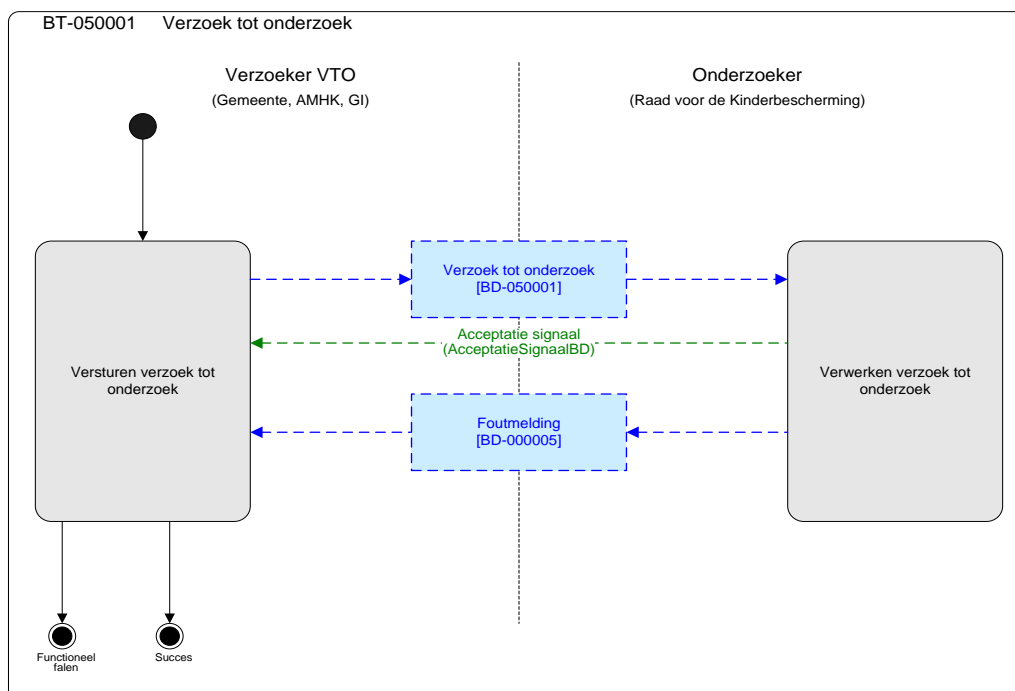 BT-050001 Verzoek tot onderzoek
Verzoeker VTO
(Gemeente, AMHK, GI)
Onderzoeker
(Raad voor de Kinderbescherming)
Verzoek tot onderzoek
[BD-050001]
Acceptatie signaal
(AcceptatieSignaalBD)
Versturen verzoek tot
onderzoek
Verwerken verzoek tot
onderzoek
Foutmelding
[BD-000005]
Functioneel
falen
Succes